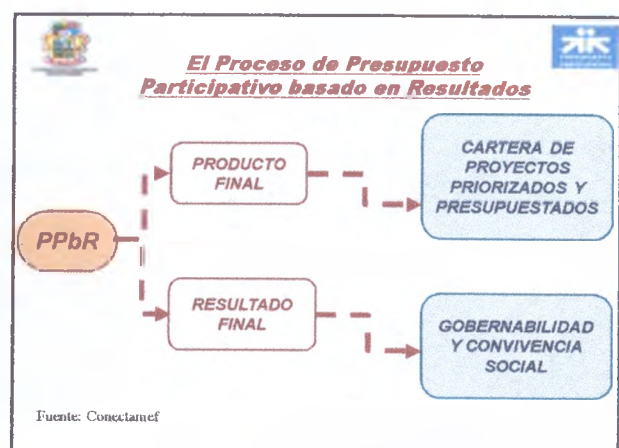 El Proceso de Presupuesto
Participativo basado en Resultados
PPbR
PRODUCTO
FINAL
CARTERA DE
PROYECTOS
PRIORIZADOS Y
PRESUPUESTADOS
RESULTADO
FINAL
GOBERNABILIDAD
Y CONVIVENCIA
SOCIAL
Fuente: Conectamef